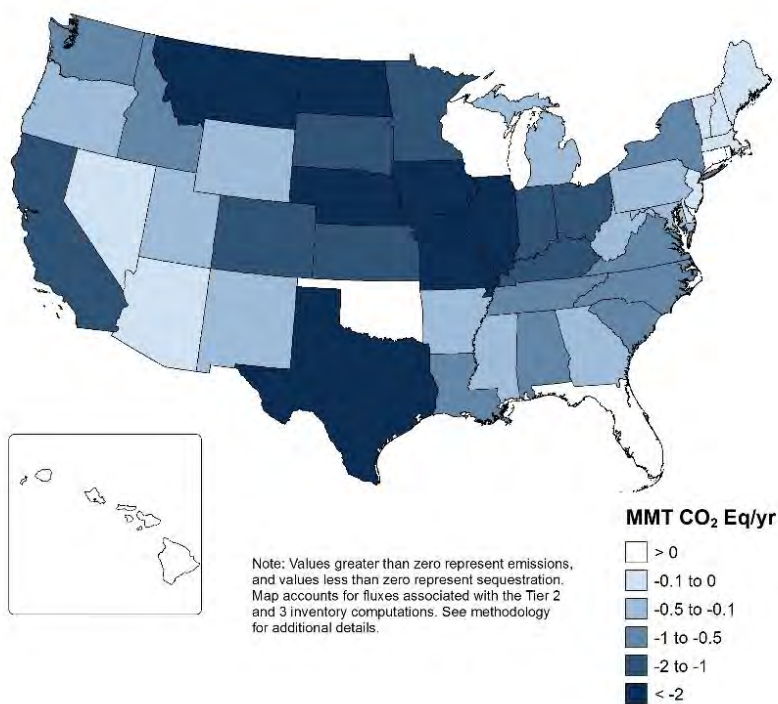 MMT CO₂ Eq/yr
> 0
-0.1 to 0
-0.5 to -0.1
-1 to -0.5
-2 to -1
< -2
Note: Values greater than zero represent emissions,
and values less than zero represent sequestration.
Map accounts for fluxes associated with the Tier 2
and 3 inventory computations. See methodology
for additional details.